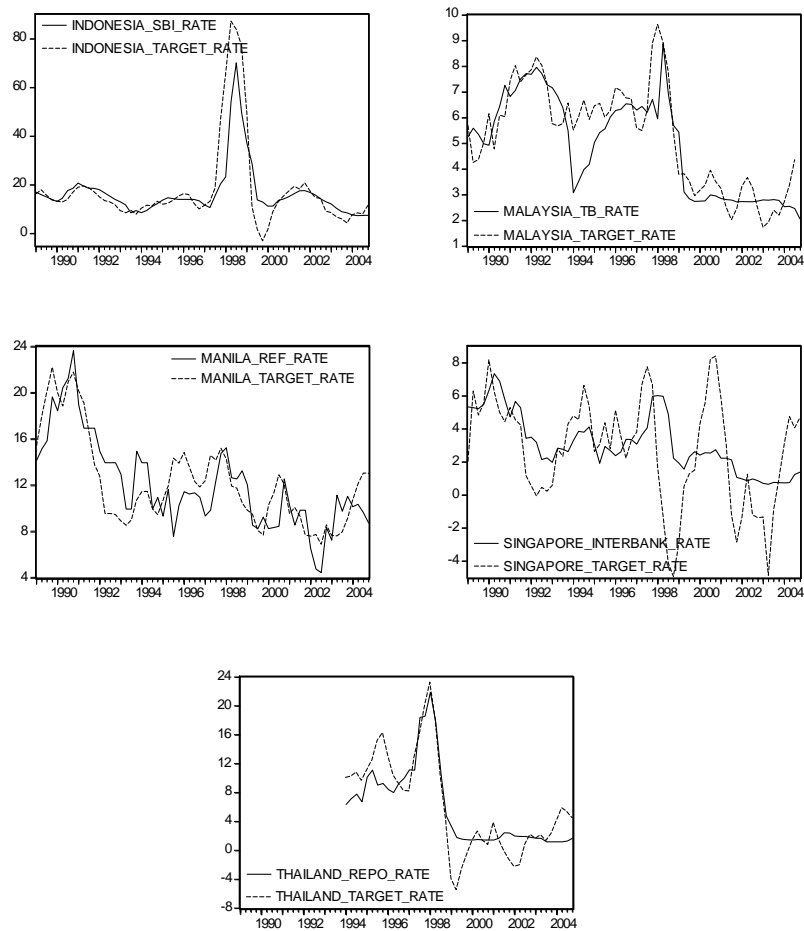 80
60
40
20
0
INDONESIA_SBI_RATE
INDONESIA_TARGET_RATE
1990 1992 1994 1996 1998 2000 2002 2004
10
9
8
7
6
5
4
3
2
1
MALAYSIA_TB_RATE
MALAYSIA_TARGET_RATE
1990 1992 1994 1996 1998 2000 2002 2004
24
20
16
12
8
4
MANILA_REF_RATE
MANILA_TARGET_RATE
1990 1992 1994 1996 1998 2000 2002 2004
8
6
4
2
0
-2
-4
SINGAPORE_INTERBANK_RATE
SINGAPORE_TARGET_RATE
1990 1992 1994 1996 1998 2000 2002 2004
24
20
16
12
8
4
0
-4
-8
THAILAND_REPO_RATE
THAILAND_TARGET_RATE
1990 1992 1994 1996 1998 2000 2002 2004